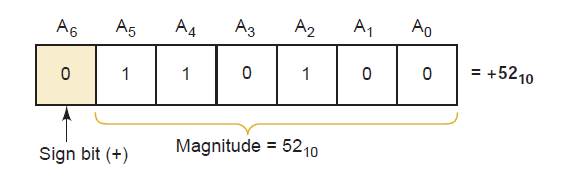 A₆ A₅ A₄ A₃ A₂ A₁ A₀
0 1 1 0 1 0 0 = +52₁₀
Sign bit (+)
Magnitude = 52₁₀